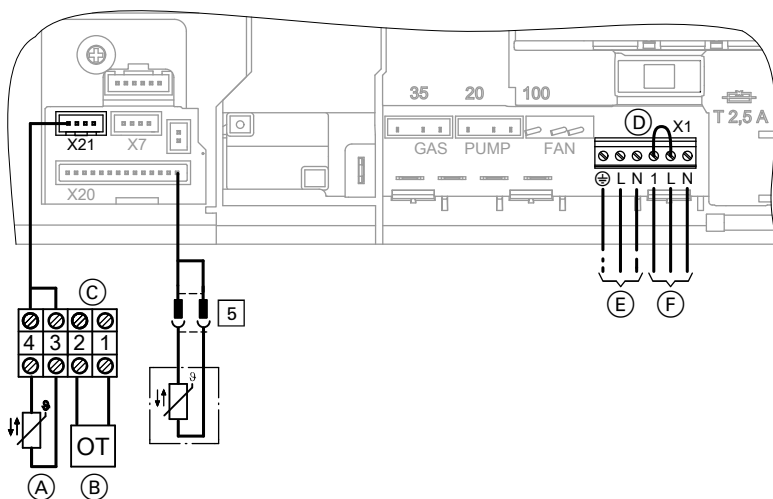 35 20 100
X1
D
T 2,5 A
X21
X7
GAS
PUMP
FAN
X20
L N 1 L N
E
F
C
5
4 3 2 1
ϑ
ϑ
OT
A
B